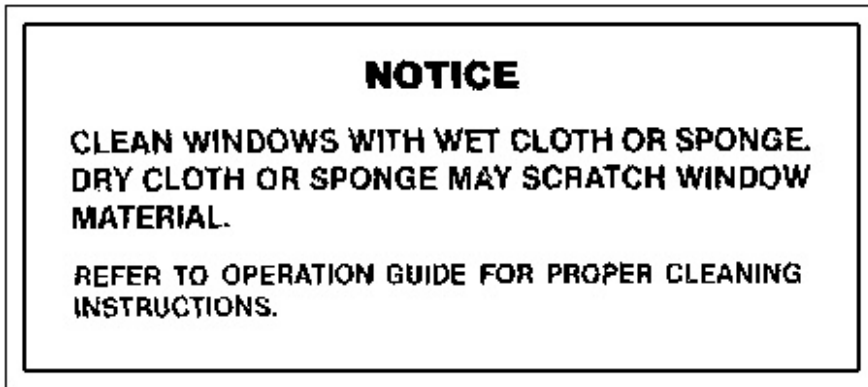 NOTICE
CLEAN WINDOWS WITH WET CLOTH OR SPONGE.
DRY CLOTH OR SPONGE MAY SCRATCH WINDOW
MATERIAL.
REFER TO OPERATION GUIDE FOR PROPER CLEANING
INSTRUCTIONS.